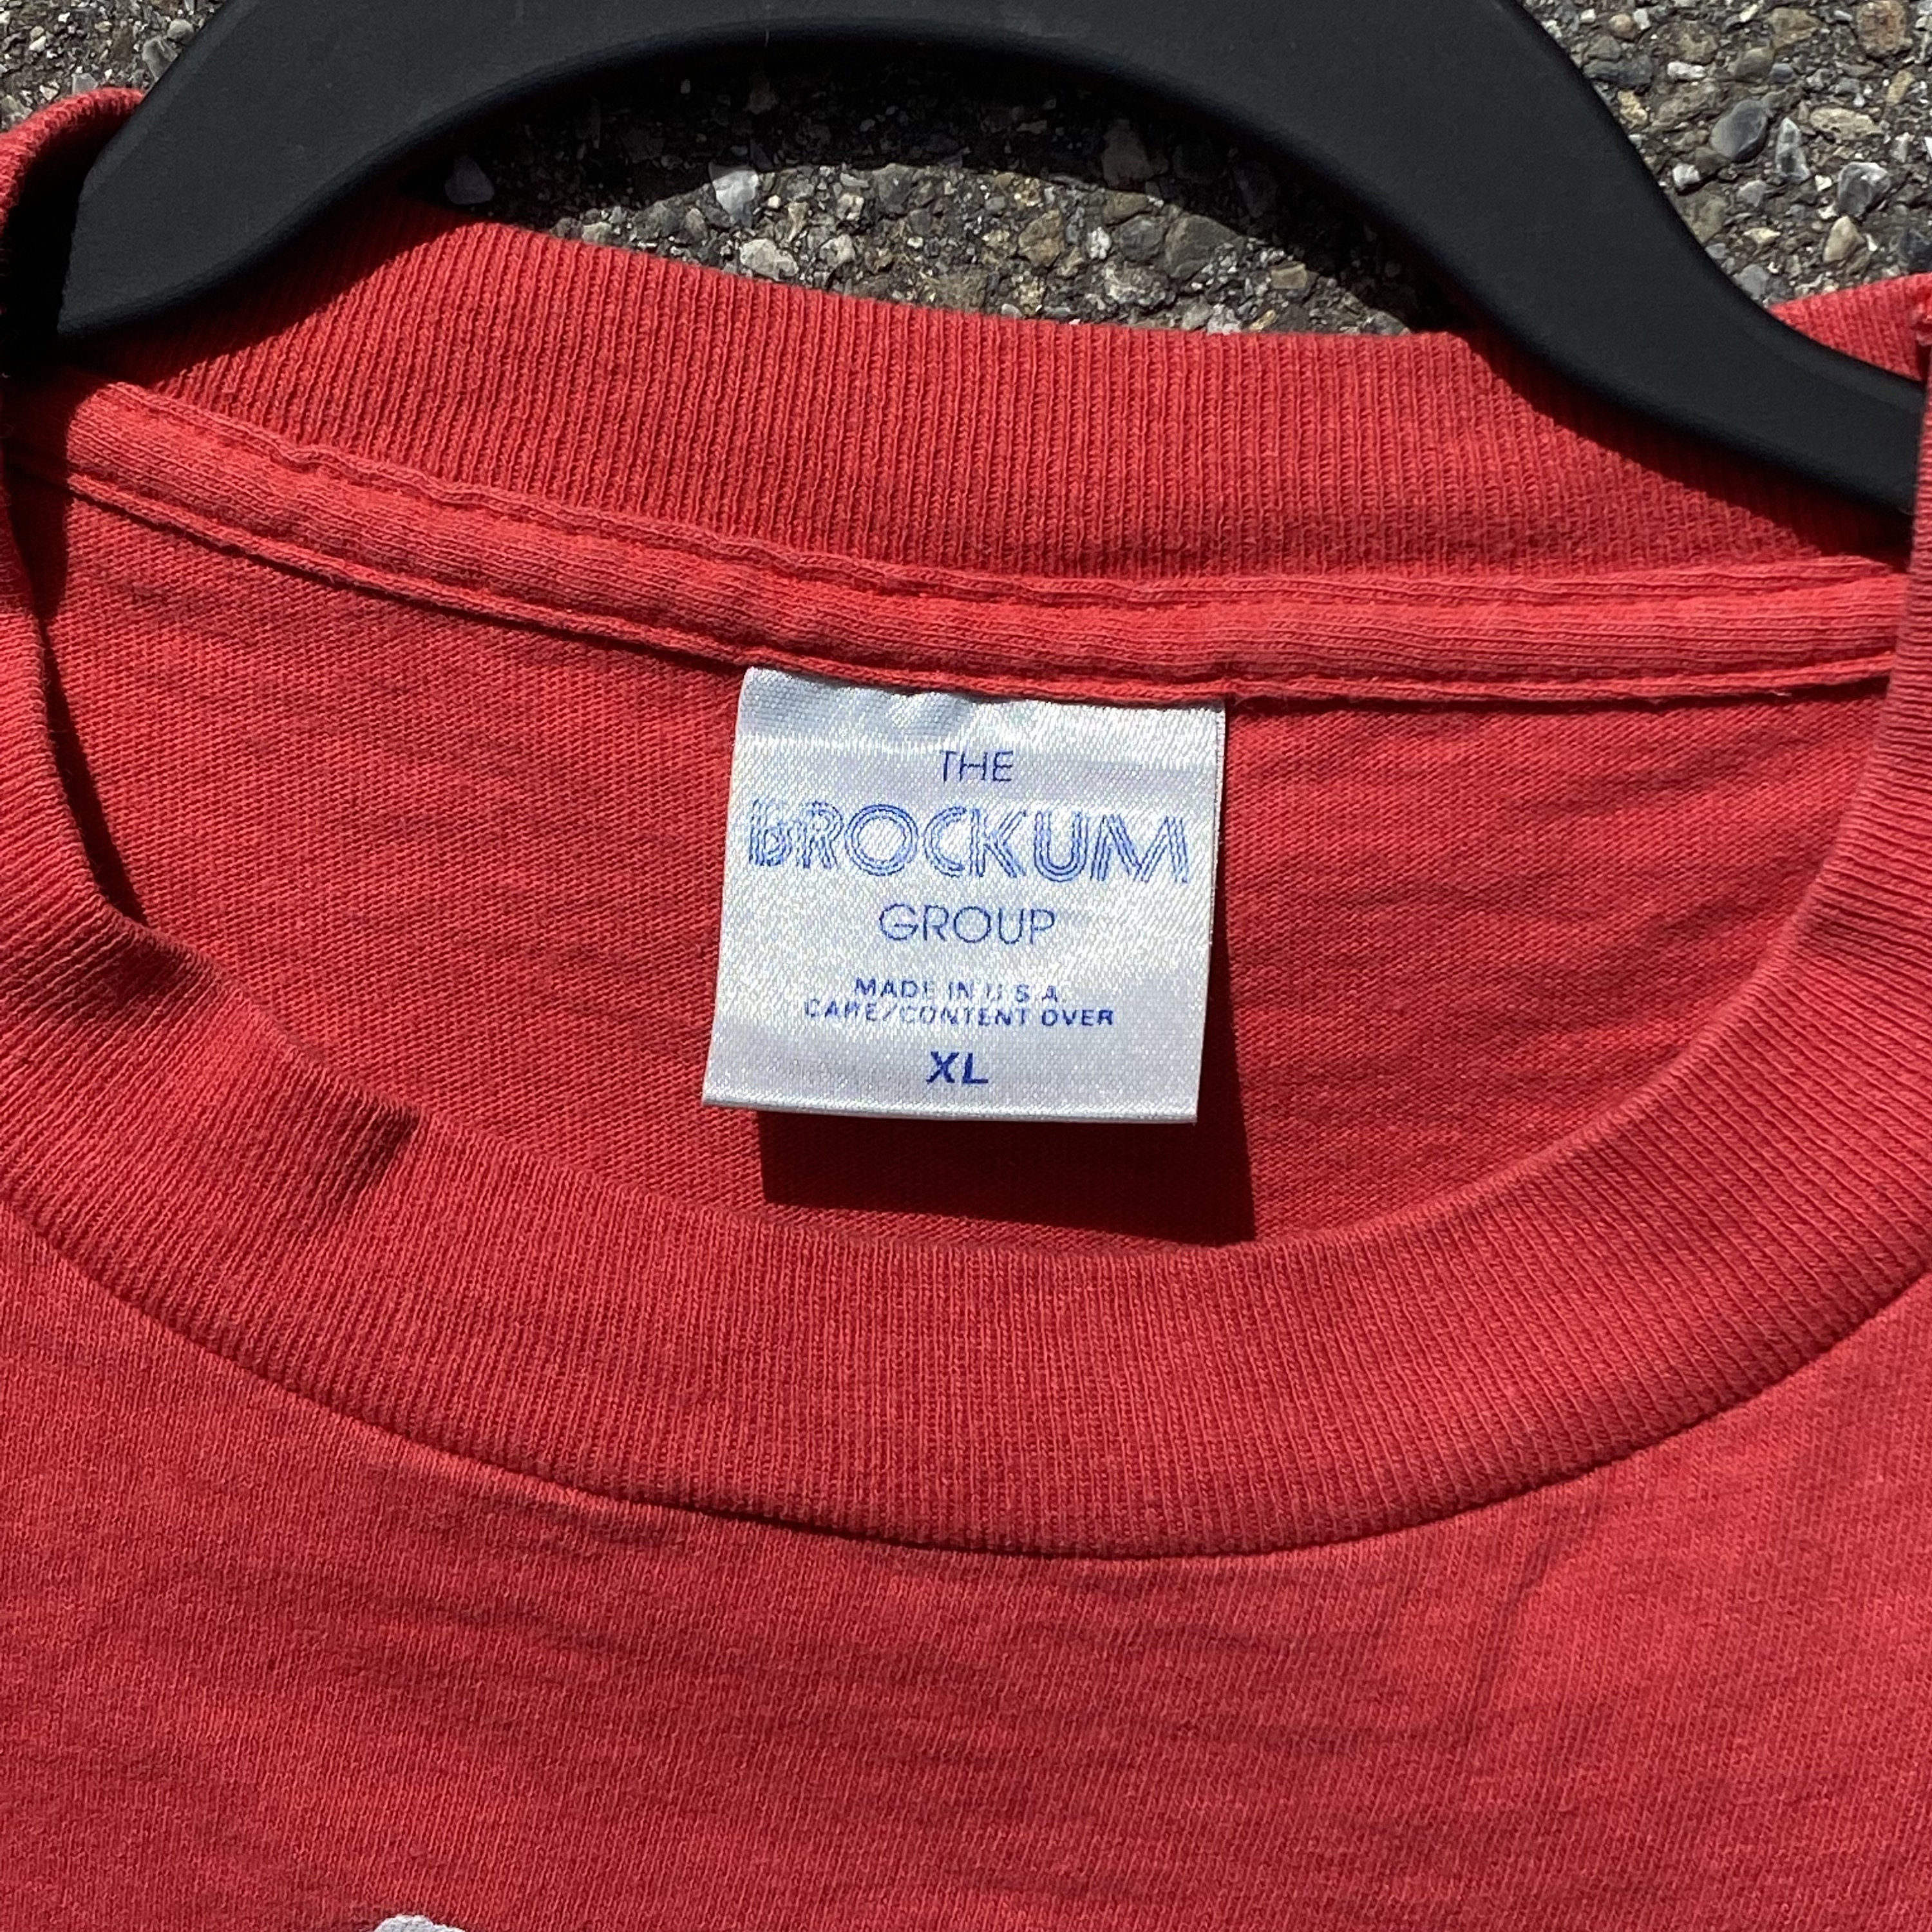 THE
BROCKUM
GROUP
MADE IN U.S.A.
CARE/CONTENT OVER
XL